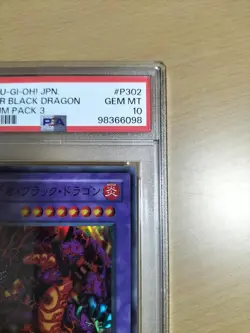 U-GI-OH! JPN. #P302
R BLACK DRAGON GEM MT
UM PACK 3 10
PSA 98366098
ブラック・ドラゴン 炎